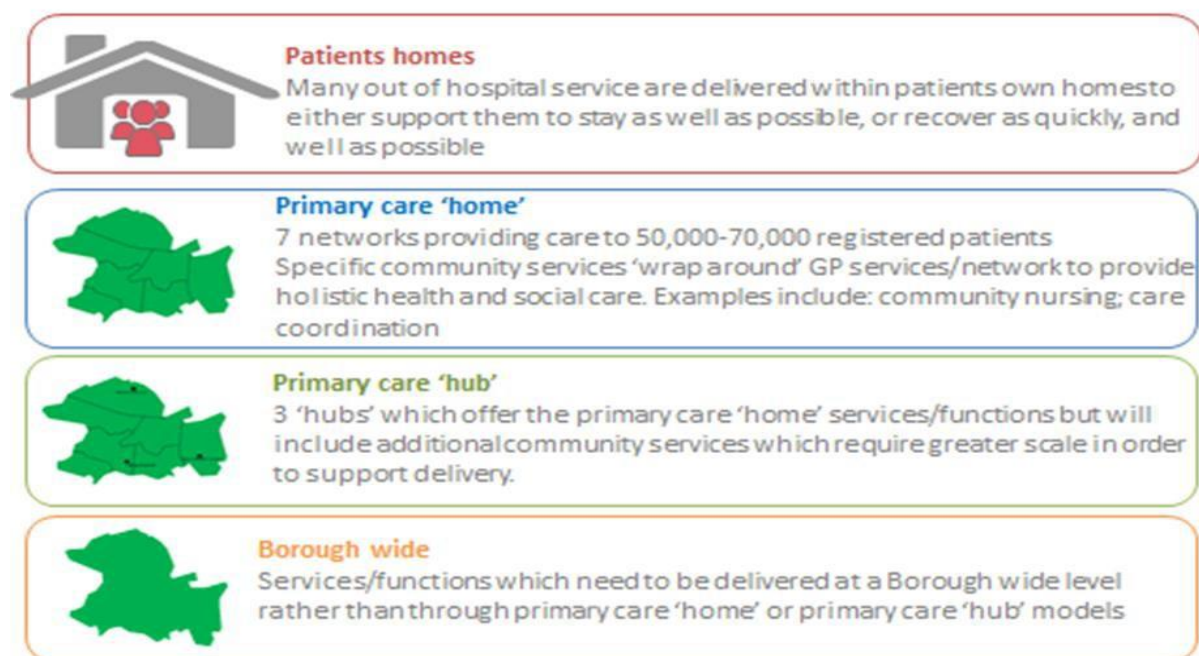 Patients homes
Many out of hospital service are delivered within patients own homesto
either support them to stay as well as possible, or recover as quickly, and
well as possible
Primary care ‘home’
7 networks providing care to 50,000-70,000 registered patients
Specific community services ‘wrap around’ GP services/network to provide
holistic health and social care. Examples include: community nursing; care
coordination
Primary care ‘hub’
3 ‘hubs’ which offer the primary care ‘home’ services/functions but will
include additional community services which require greater scale in order
to support delivery.
Borough wide
Services/functions which need to be delivered at a Borough wide level
rather than through primary care ‘home’ or primary care ‘hub’ models